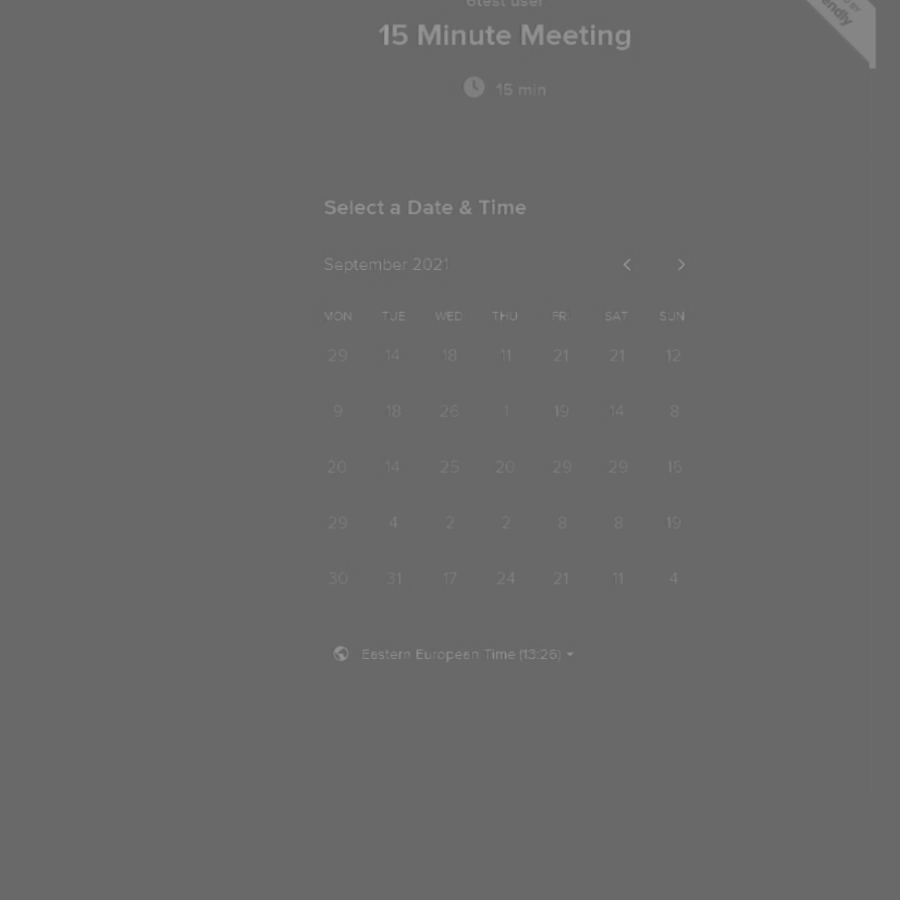 15 Minute Meeting
15 min
Select a Date & Time
September 2021
MON TUE WED THU FRI SAT SUN
29 14 18 11 21 21 12
9 18 26 1 19 14 8
20 14 25 20 29 29 15
29 4 2 2 8 8 19
30 31 17 24 21 11 4
Eastern European Time (13:26)